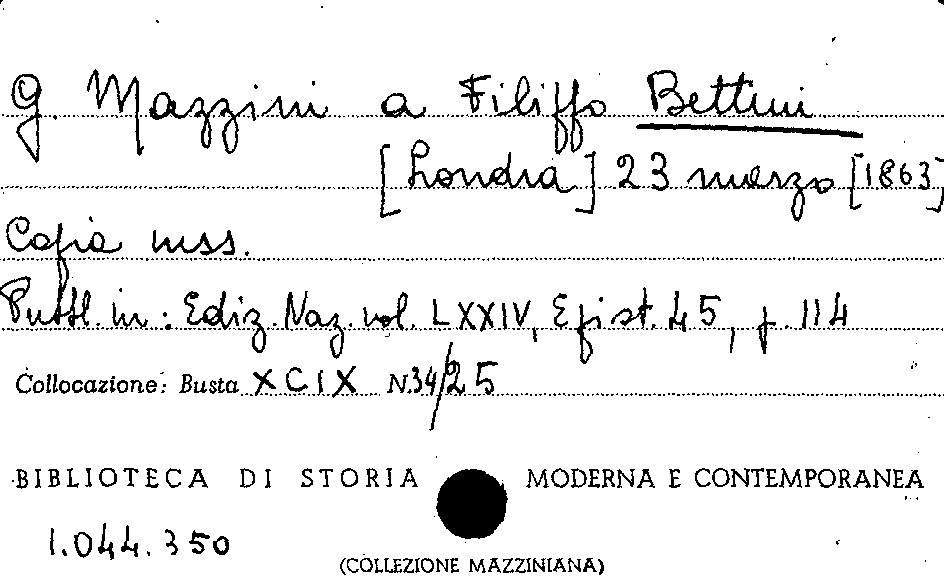 G. Mazzini a Filippo Bettini
[Londra] 23 marzo [1863]
Copia mss.
Pubbl. in: Ediz. Naz. vol. LXXIV, Epist. 45, p. 114
Collocazione: Busta XCIX N. 34/25
BIBLIOTECA DI STORIA MODERNA E CONTEMPORANEA
1.044.350
(COLLEZIONE MAZZINIANA)